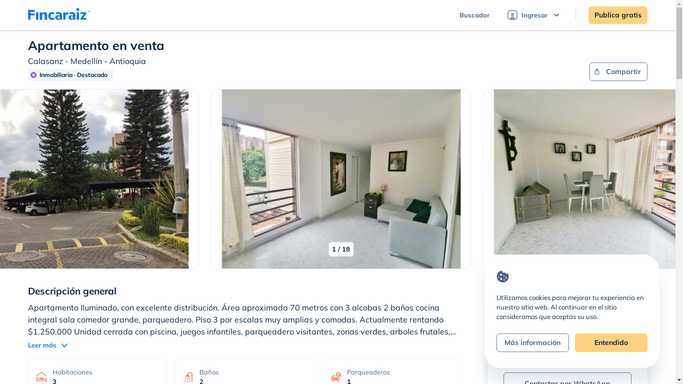 Fincaraiz
Buscador
Ingresar
Publica gratis
Apartamento en venta
Calasanz - Medellín - Antioquia
Inmobiliaria · Destacado
Compartir
1 / 18
Descripción general
Apartamento Iluminado, con excelente distribución. Área aproximada 70 metros con 3 alcobas 2 baños cocina
integral sala comedor grande, parqueadero. Piso 3 por escalas muy amplias y comodas. Actualmente rentando
$1.250.000 Unidad cerrada con piscina, juegos infantiles, parqueadero visitantes, zonas verdes, arboles frutales,...
Leer más
Habitaciones
3
Baños
2
Parqueaderos
1
Utilizamos cookies para mejorar tu experiencia en
nuestro sitio web. Al continuar en el sitio
consideramos que aceptas su uso.
Más información
Entendido
Contactar por WhatsApp